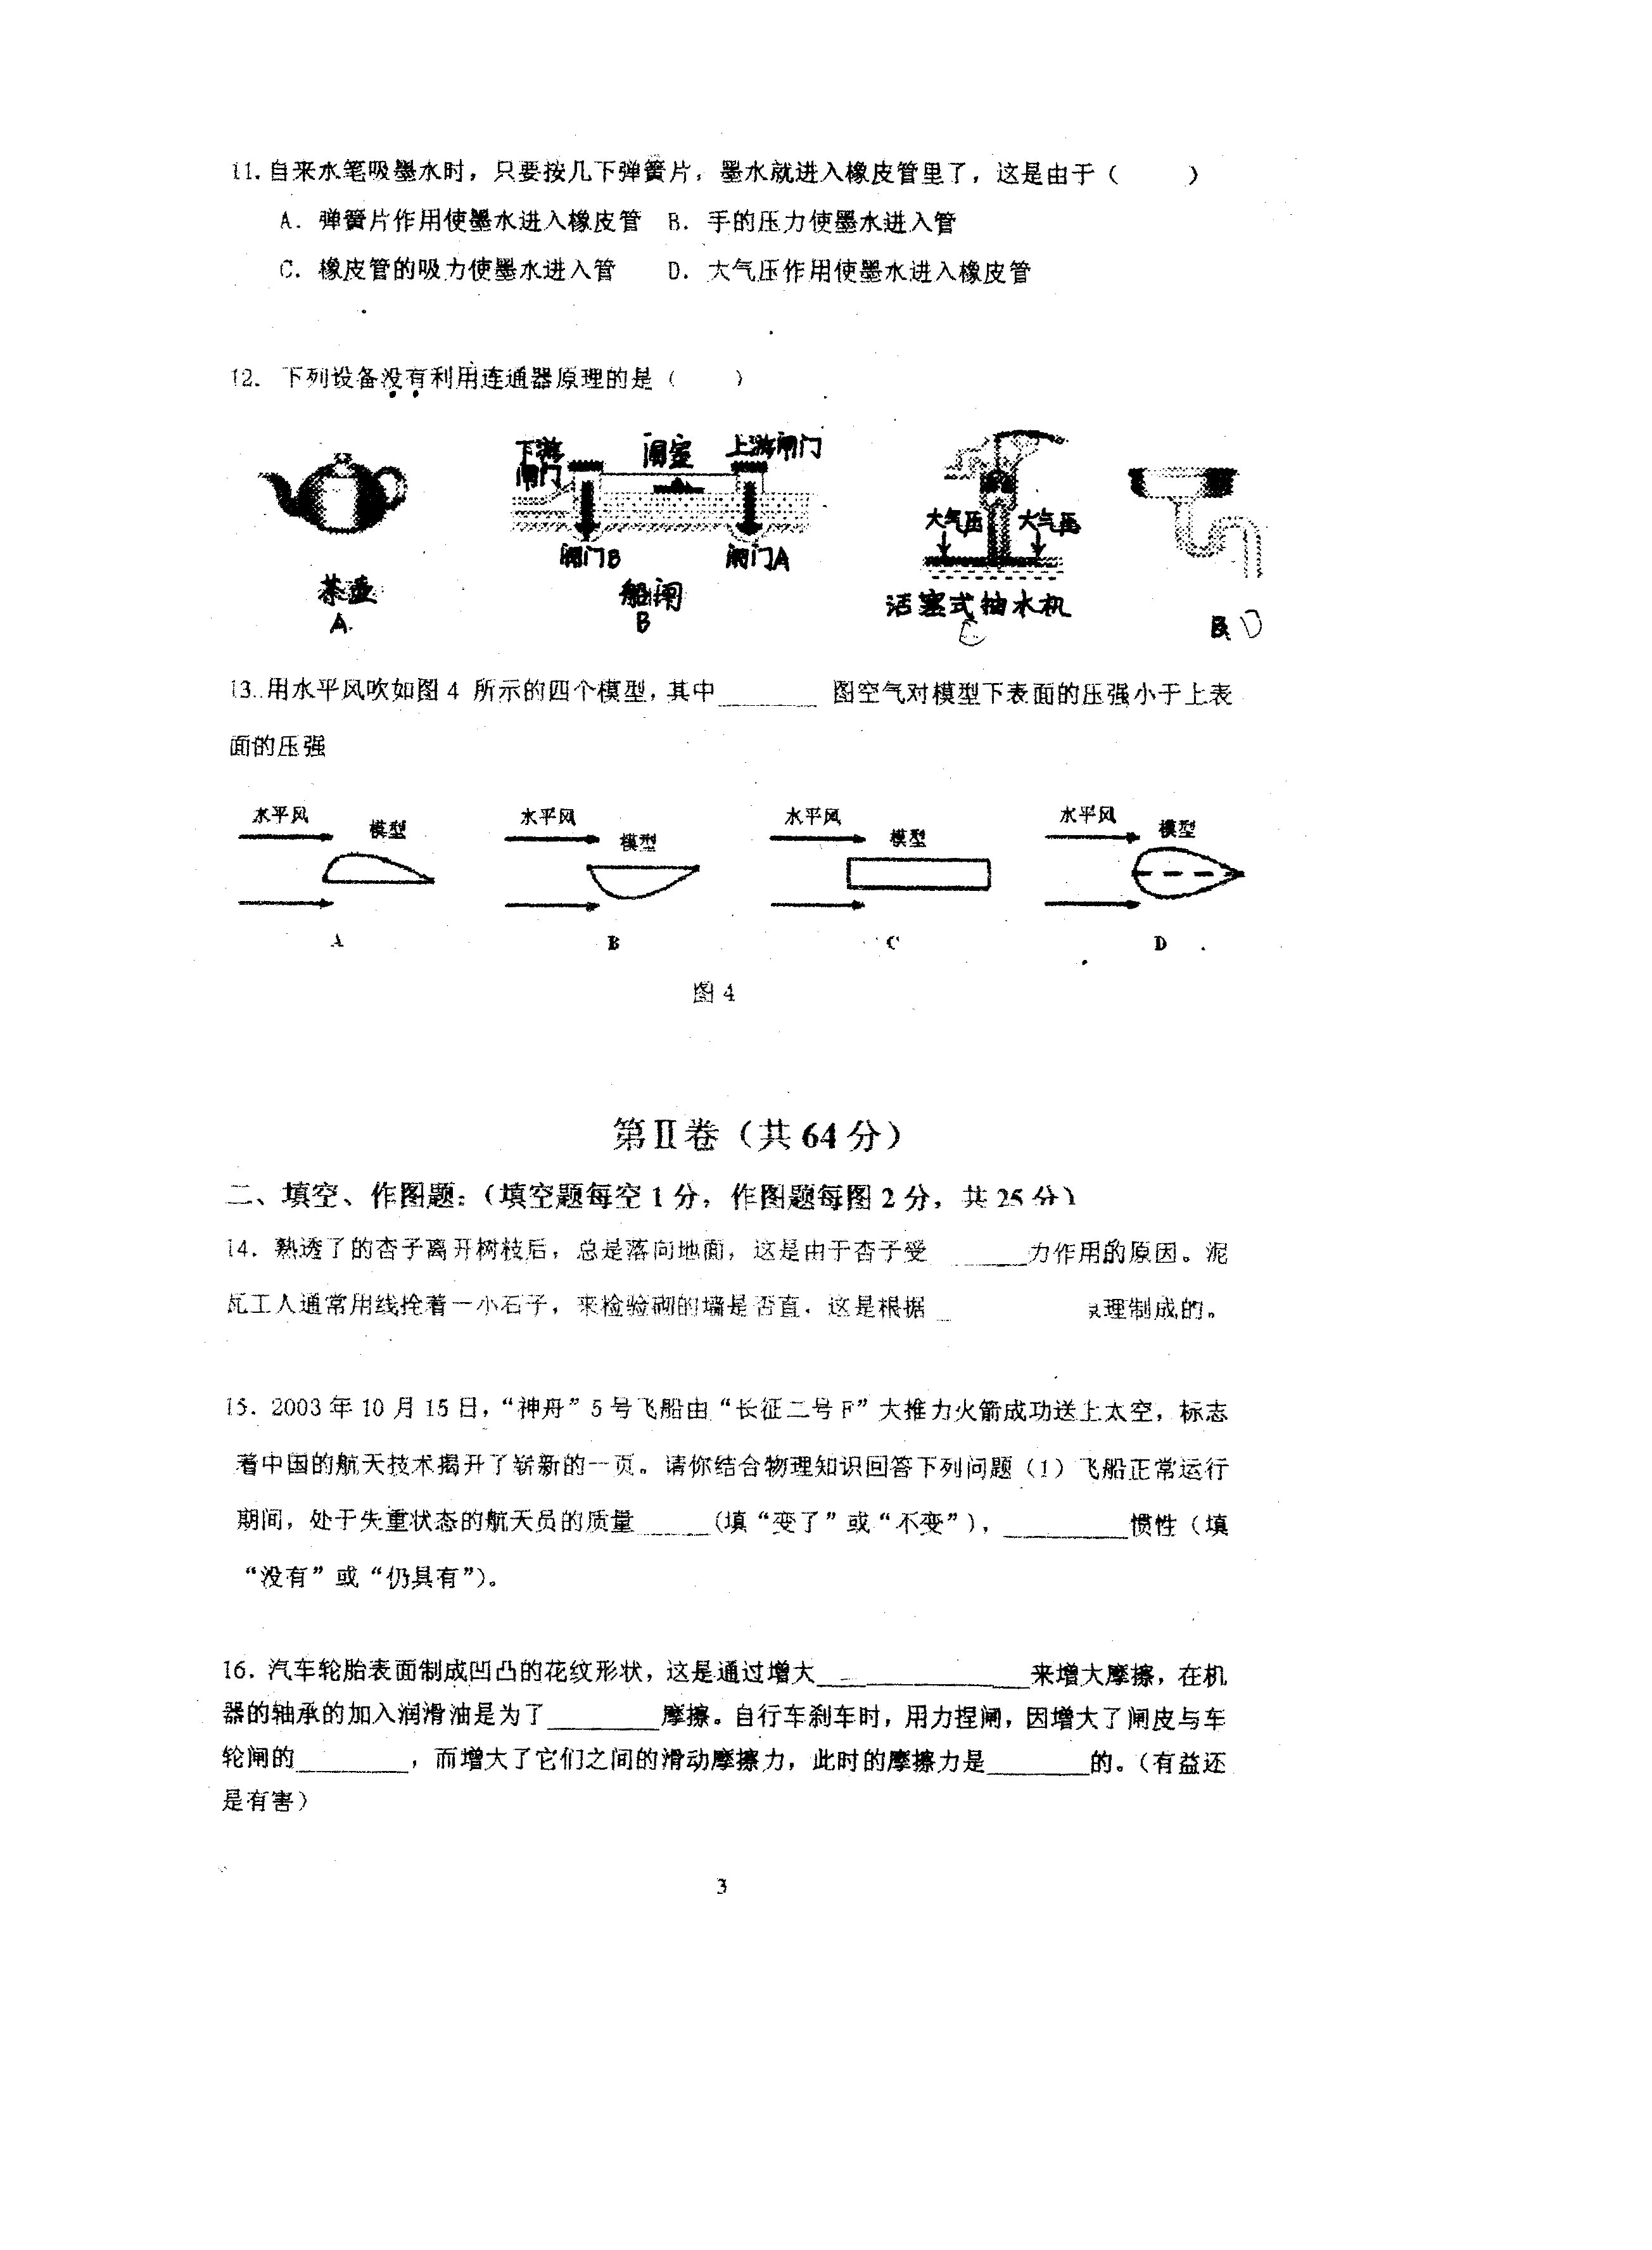 11. 自来水笔吸墨水时，只要按几下弹簧片，墨水就进入橡皮管里了，这是由于（　　）
A. 弹簧片作用使墨水进入橡皮管　B. 手的压力使墨水进入管
C. 橡皮管的吸力使墨水进入管　D. 大气压作用使墨水进入橡皮管
12. 下列设备没有利用连通器原理的是（　　）
下游闸门　闸室　上游闸门
大气压　大气压
闸门B　闸门A
茶壶　船闸　活塞式抽水机
A.　B　C　D
13. 用水平风吹如图 4 所示的四个模型，其中________ 图空气对模型下表面的压强小于上表
面的压强
水平风　模型　水平风　模型　水平风　模型　水平风　模型
A　B　C　D
图 4
第Ⅱ卷（共 64 分）
二、填空、作图题：（填空题每空 1 分，作图题每图 2 分，共 25 分）
14. 熟透了的杏子离开树枝后，总是落向地面，这是由于杏子受 ______力作用的原因。泥
瓦工人通常用线拴着一小石子，来检验砌的墙是否直，这是根据 _ 理制成的。
15. 2003 年 10 月 15 日，“神舟”5 号飞船由“长征二号 F”大推力火箭成功送上太空，标志
着中国的航天技术揭开了崭新的一页。请你结合物理知识回答下列问题（1）飞船正常运行
期间，处于失重状态的航天员的质量______(填“变了”或“不变”)，__________惯性（填
“没有”或“仍具有”)。
16. 汽车轮胎表面制成凹凸的花纹形状，这是通过增大_________________来增大摩擦，在机
器的轴承的加入润滑油是为了_________摩擦。自行车刹车时，用力捏闸，因增大了闸皮与车
轮闸的_________，而增大了它们之间的滑动摩擦力，此时的摩擦力是________的。（有益还
是有害）
3